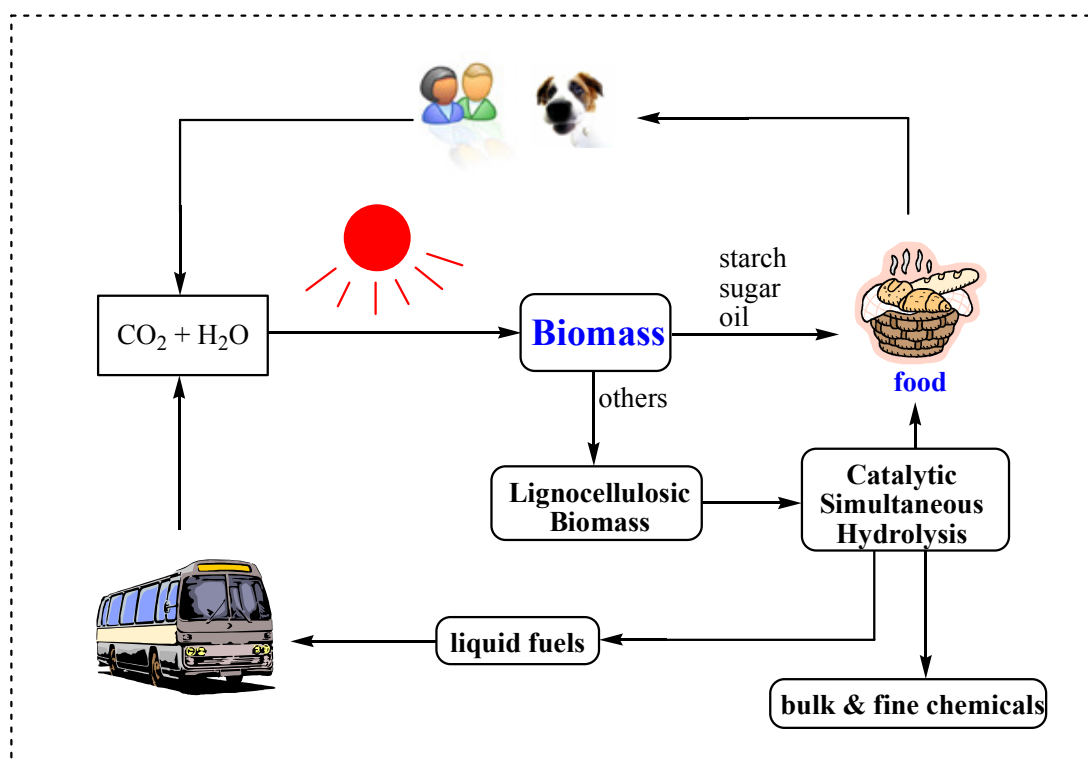 starch
sugar
oil
CO₂ + H₂O
Biomass
food
others
Lignocellulosic
Biomass
Catalytic
Simultaneous
Hydrolysis
liquid fuels
bulk & fine chemicals